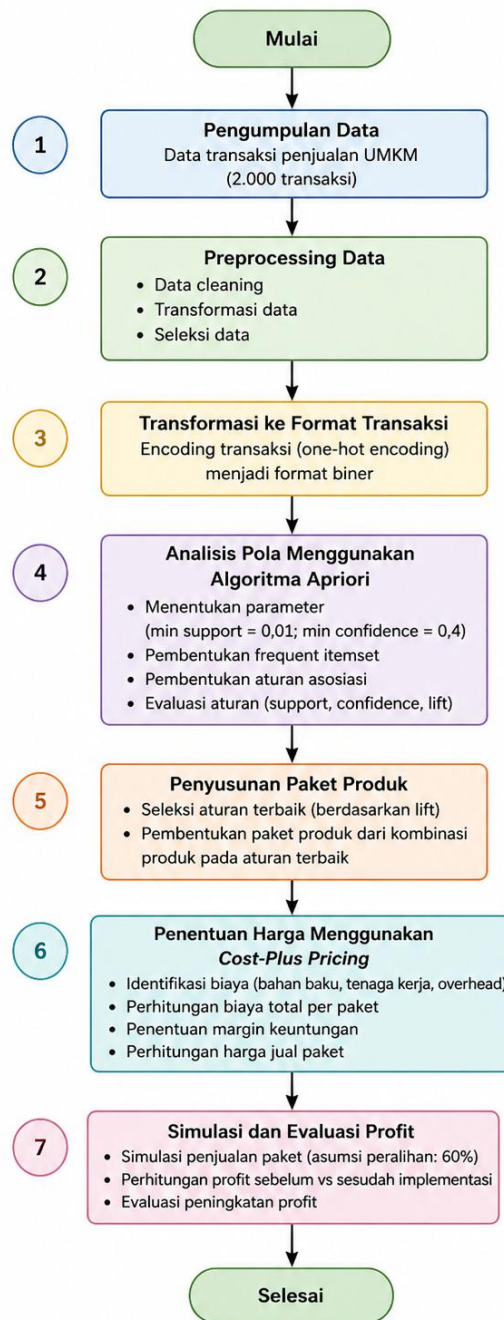 Mulai
1
Pengumpulan Data
Data transaksi penjualan UMKM
(2.000 transaksi)
2
Preprocessing Data
• Data cleaning
• Transformasi data
• Seleksi data
3
Transformasi ke Format Transaksi
Encoding transaksi (one-hot encoding)
menjadi format biner
4
Analisis Pola Menggunakan
Algoritma Apriori
• Menentukan parameter
(min support = 0,01; min confidence = 0,4)
• Pembentukan frequent itemset
• Pembentukan aturan asosiasi
• Evaluasi aturan (support, confidence, lift)
5
Penyusunan Paket Produk
• Seleksi aturan terbaik (berdasarkan lift)
• Pembentukan paket produk dari kombinasi
produk pada aturan terbaik
6
Penentuan Harga Menggunakan
Cost-Plus Pricing
• Identifikasi biaya (bahan baku, tenaga kerja, overhead)
• Perhitungan biaya total per paket
• Penentuan margin keuntungan
• Perhitungan harga jual paket
7
Simulasi dan Evaluasi Profit
• Simulasi penjualan paket (asumsi peralihan: 60%)
• Perhitungan profit sebelum vs sesudah implementasi
• Evaluasi peningkatan profit
Selesai